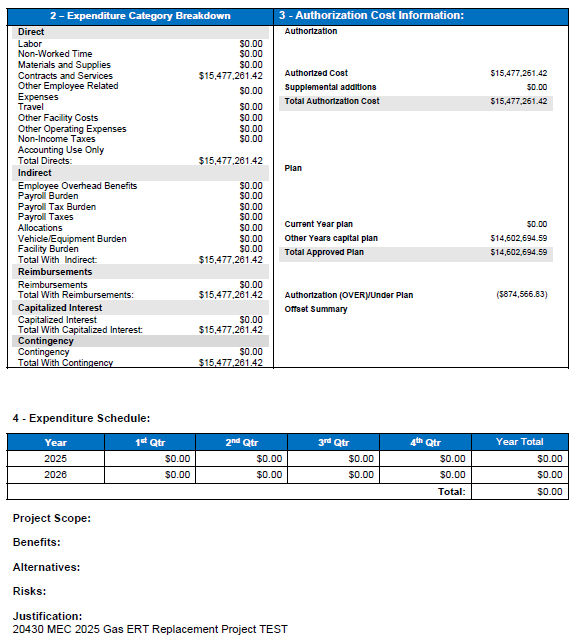 2 – Expenditure Category Breakdown
Direct
Labor $0.00
Non-Worked Time $0.00
Materials and Supplies $0.00
Contracts and Services $15,477,261.42
Other Employee Related
Expenses $0.00
Travel $0.00
Other Facility Costs $0.00
Other Operating Expenses $0.00
Non-Income Taxes $0.00
Accounting Use Only
Total Directs: $15,477,261.42
Indirect
Employee Overhead Benefits $0.00
Payroll Burden $0.00
Payroll Tax Burden $0.00
Payroll Taxes $0.00
Allocations $0.00
Vehicle/Equipment Burden $0.00
Facility Burden $0.00
Total With Indirect: $15,477,261.42
Reimbursements
Reimbursements $0.00
Total With Reimbursements: $15,477,261.42
Capitalized Interest
Capitalized Interest $0.00
Total With Capitalized Interest: $15,477,261.42
Contingency
Contingency $0.00
Total With Contingency $15,477,261.42
3 - Authorization Cost Information:
Authorization
Authorized Cost $15,477,261.42
Supplemental additions $0.00
Total Authorization Cost $15,477,261.42
Plan
Current Year plan $0.00
Other Years capital plan $14,602,694.59
Total Approved Plan $14,602,694.59
Authorization (OVER)/Under Plan ($874,566.83)
Offset Summary
4 - Expenditure Schedule:
Year 1st Qtr 2nd Qtr 3rd Qtr 4th Qtr Year Total
2025 $0.00 $0.00 $0.00 $0.00 $0.00
2026 $0.00 $0.00 $0.00 $0.00 $0.00
Total: $0.00
Project Scope:
Benefits:
Alternatives:
Risks:
Justification:
20430 MEC 2025 Gas ERT Replacement Project TEST